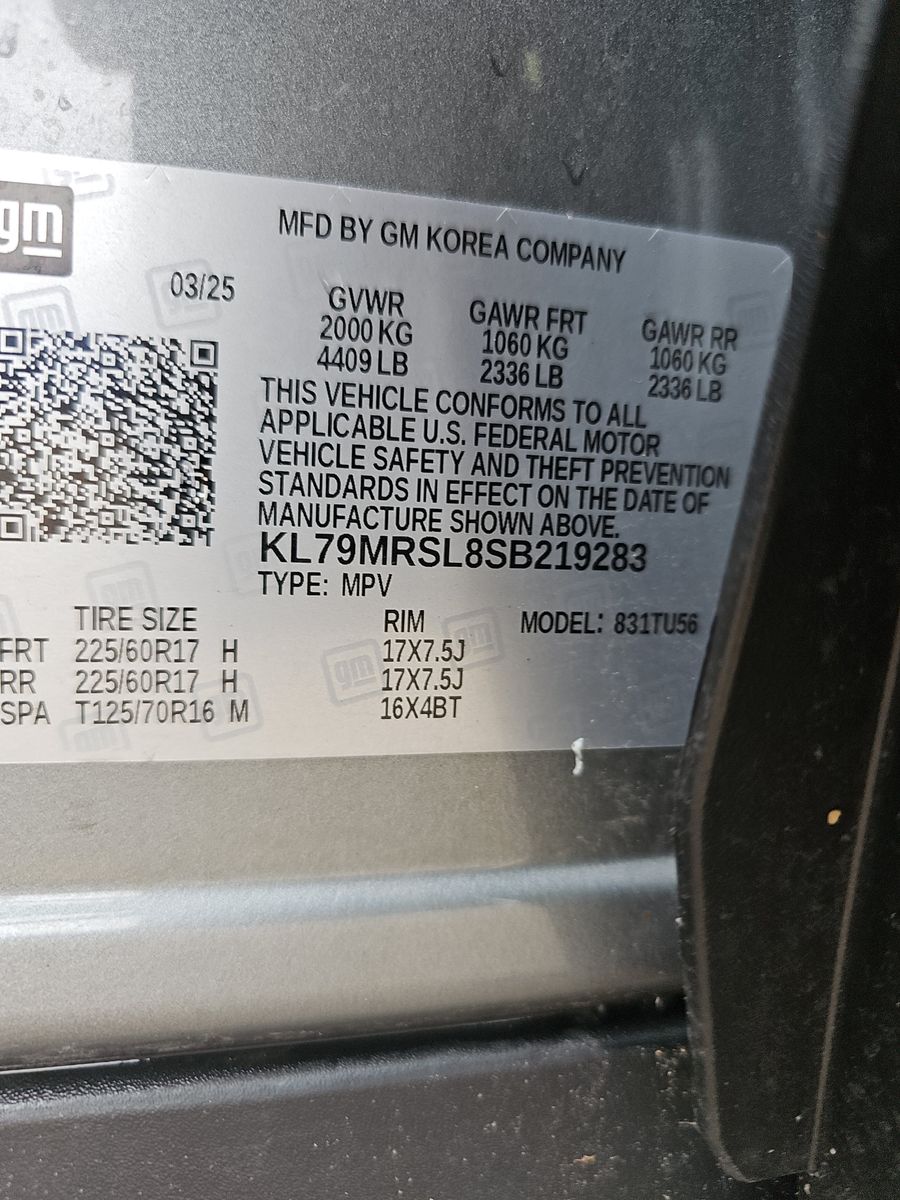 gm
MFD BY GM KOREA COMPANY
03/25
GVWR GAWR FRT GAWR RR
2000 KG 1060 KG 1060 KG
4409 LB 2336 LB 2336 LB
THIS VEHICLE CONFORMS TO ALL
APPLICABLE U.S. FEDERAL MOTOR
VEHICLE SAFETY AND THEFT PREVENTION
STANDARDS IN EFFECT ON THE DATE OF
MANUFACTURE SHOWN ABOVE.
KL79MRSL8SB219283
TYPE: MPV
TIRE SIZE RIM MODEL: 831TU56
FRT 225/60R17 H 17X7.5J
RR 225/60R17 H 17X7.5J
SPA T125/70R16 M 16X4BT